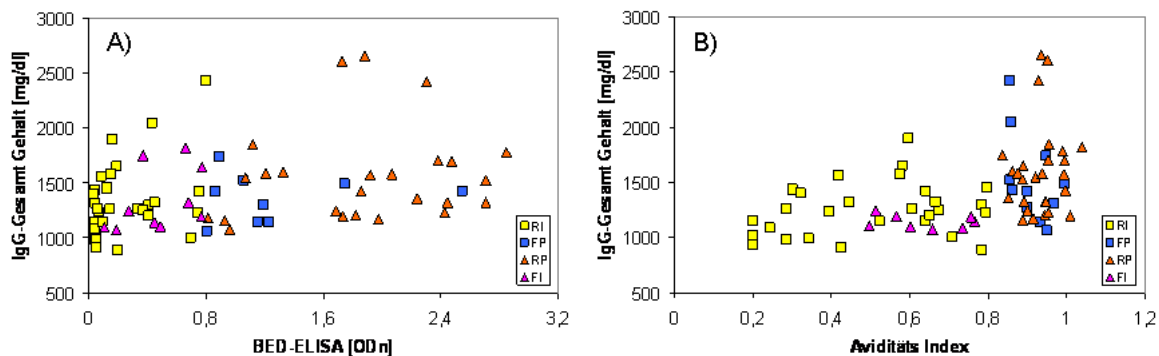 A)
IgG-Gesamt Gehalt [mg/dl]
3000
2500
2000
1500
1000
500
0
0,8
1,6
2,4
3,2
BED-ELISA [ODn]
RI
FP
RP
FI
B)
IgG-Gesamt Gehalt [mg/dl]
3000
2500
2000
1500
1000
500
0
0,2
0,4
0,6
0,8
1
1,2
Aviditäts Index
RI
FP
RP
FI